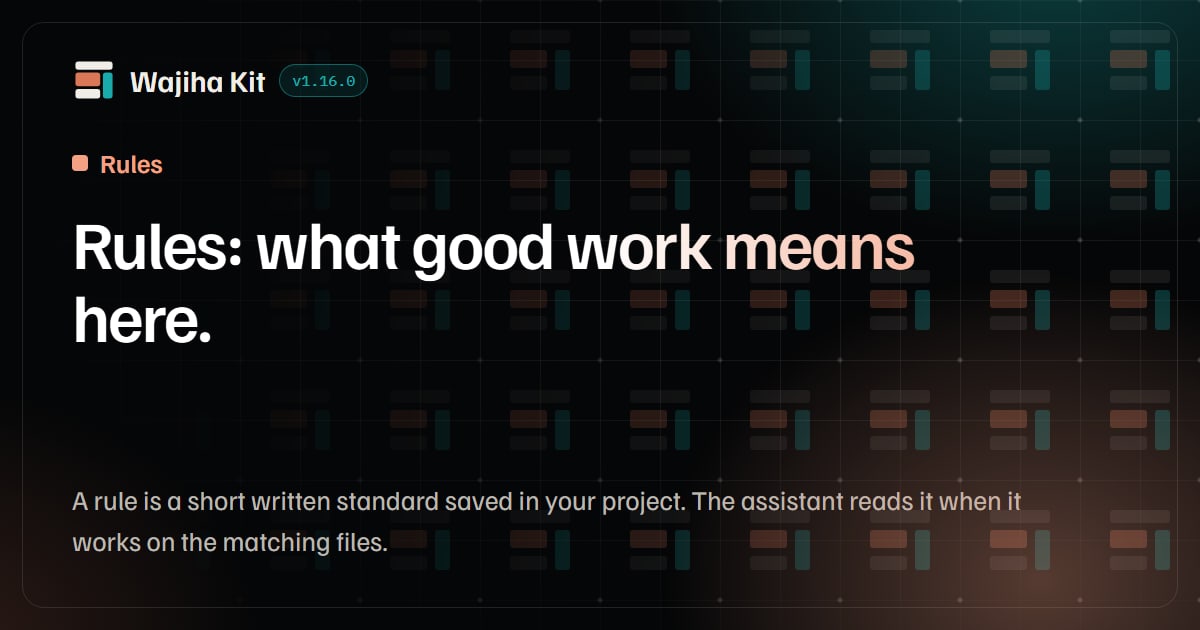 Wajiha Kit v1.16.0
Rules
Rules: what good work means
here.
A rule is a short written standard saved in your project. The assistant reads it when it
works on the matching files.